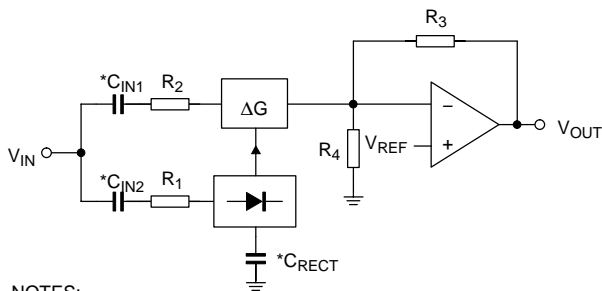 R3
*CIN1
R2
ΔG
−
VIN
R4
VREF
+
VOUT
*CIN2
R1
*CRECT
NOTES: